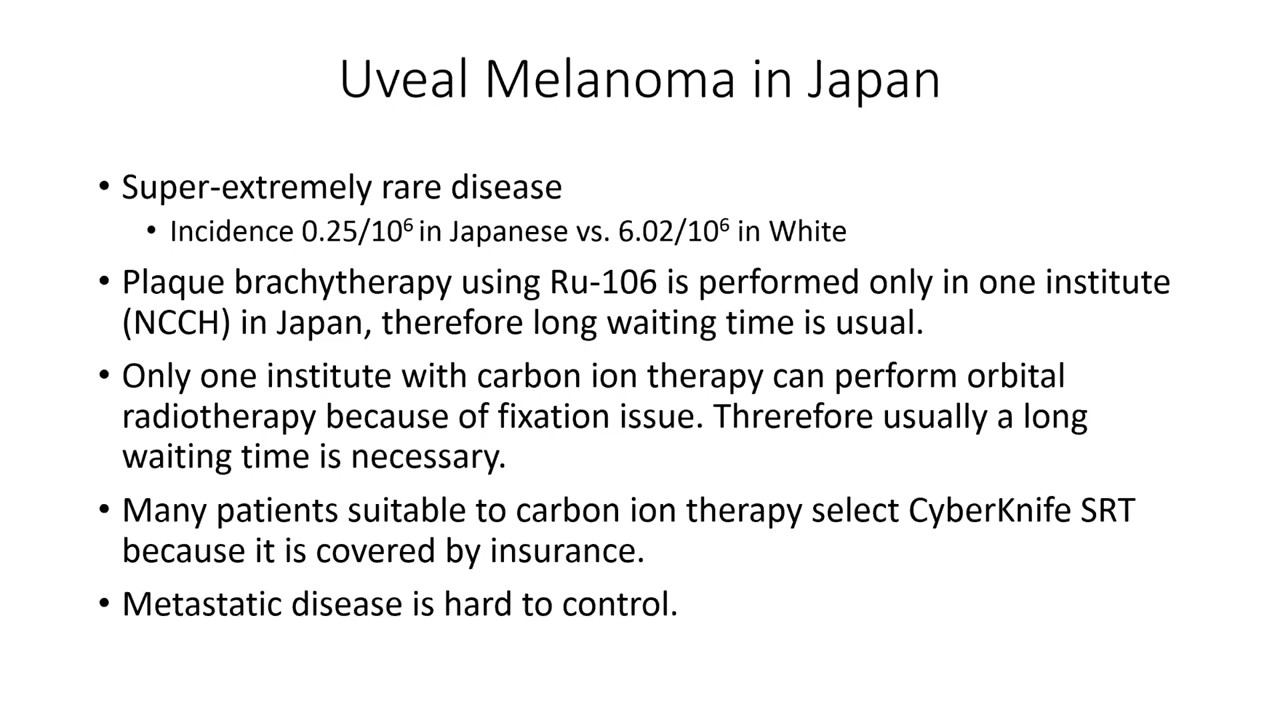 Uveal Melanoma in Japan
• Super-extremely rare disease
• Incidence 0.25/10⁶ in Japanese vs. 6.02/10⁶ in White
• Plaque brachytherapy using Ru-106 is performed only in one institute
(NCCH) in Japan, therefore long waiting time is usual.
• Only one institute with carbon ion therapy can perform orbital
radiotherapy because of fixation issue. Threrefore usually a long
waiting time is necessary.
• Many patients suitable to carbon ion therapy select CyberKnife SRT
because it is covered by insurance.
• Metastatic disease is hard to control.